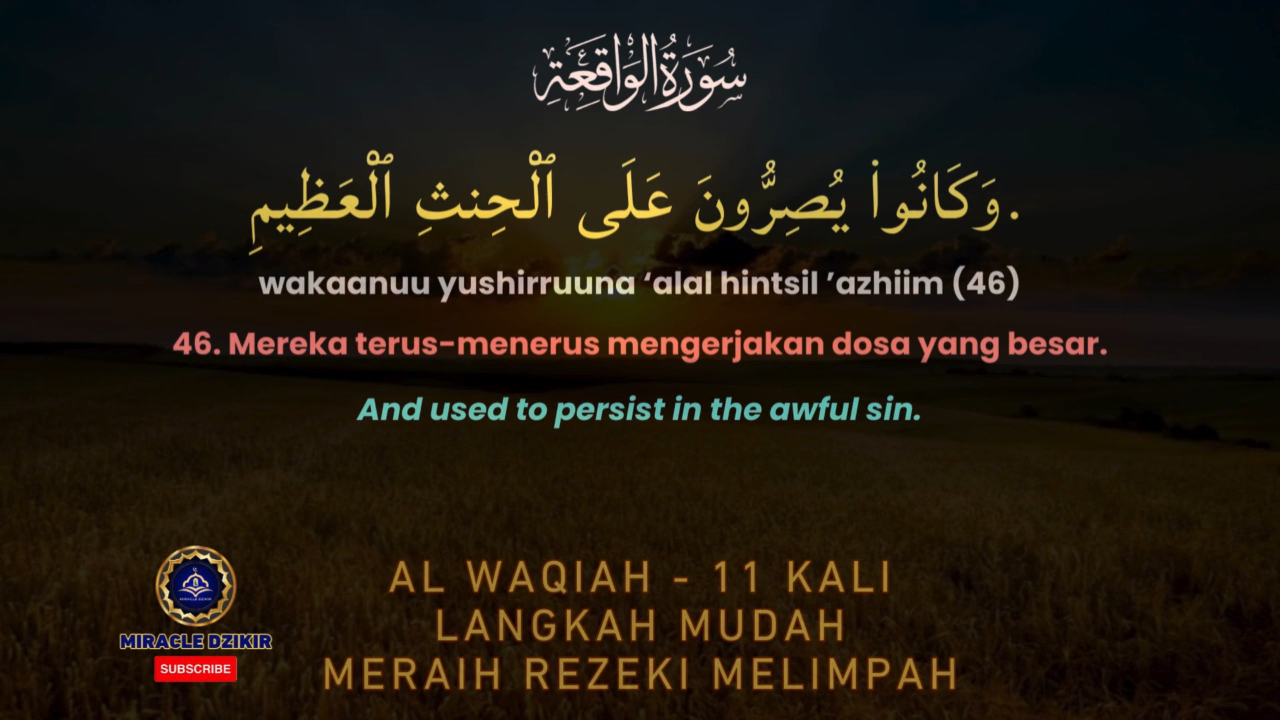 سُورَةُ الوَاقِعَةِ
وَكَانُوا۟ يُصِرُّونَ عَلَى ٱلْحِنثِ ٱلْعَظِيمِ.
wakaanuu yushirruuna ‘alal hintsil ’azhiim (46)
46. Mereka terus-menerus mengerjakan dosa yang besar.
And used to persist in the awful sin.
AL WAQIAH - 11 KALI
LANGKAH MUDAH
MERAIH REZEKI MELIMPAH
MIRACLE DZIKIR
MIRACLE DZIKIR
SUBSCRIBE